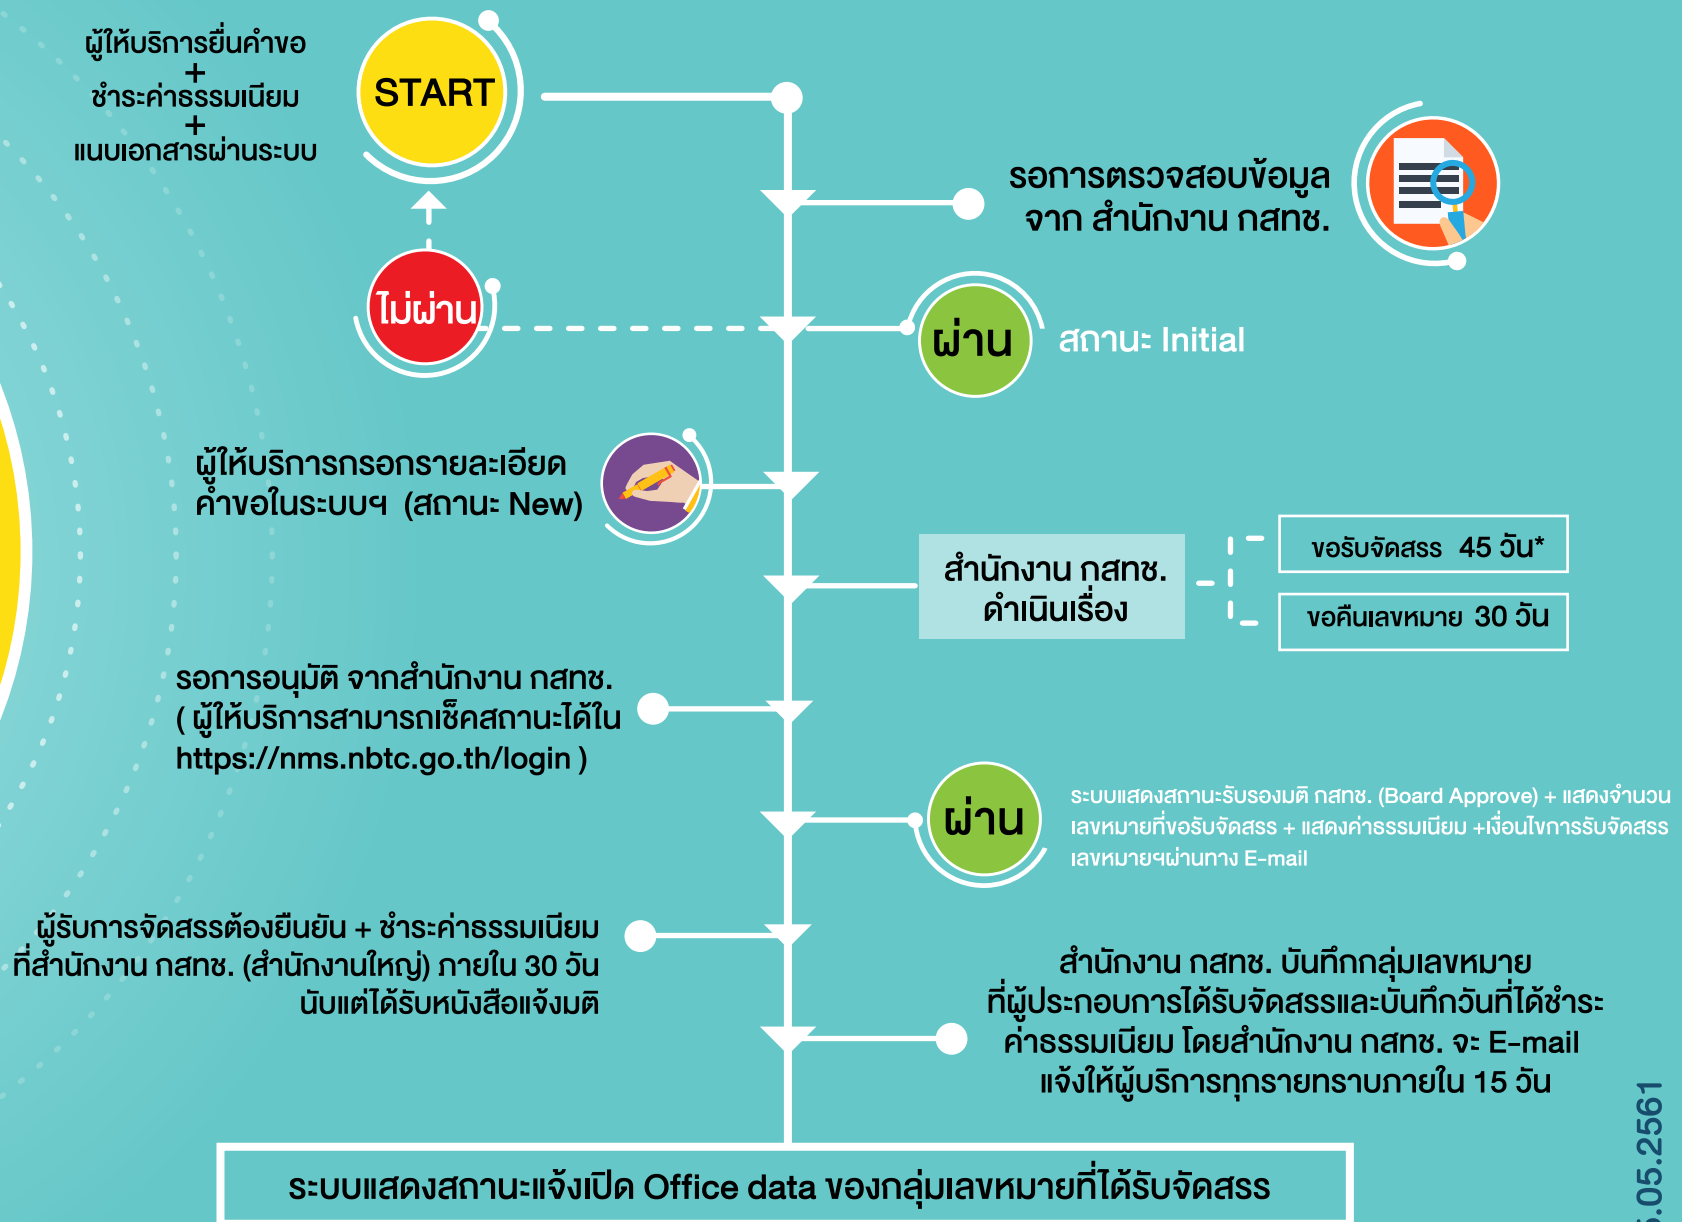 ผู้ให้บริการยื่นคำขอ
+
ชำระค่าธรรมเนียม
+
แนบเอกสารผ่านระบบ
START
รอการตรวจสอบข้อมูล
จาก สำนักงาน กสทช.
ไม่ผ่าน
ผ่าน
สถานะ Initial
ผู้ให้บริการกรอกรายละเอียด
คำขอในระบบฯ (สถานะ New)
สำนักงาน กสทช.
ดำเนินเรื่อง
ขอรับจัดสรร 45 วัน*
ขอคืนเลขหมาย 30 วัน
รอการอนุมัติ จากสำนักงาน กสทช.
( ผู้ให้บริการสามารถเช็คสถานะได้ใน
https://nms.nbtc.go.th/login )
ผ่าน
ระบบแสดงสถานะรับรองมติ กสทช. (Board Approve) + แสดงจำนวน
เลขหมายที่ขอรับจัดสรร + แสดงค่าธรรมเนียม +เงื่อนไขการรับจัดสรร
เลขหมายฯผ่านทาง E-mail
ผู้รับการจัดสรรต้องยืนยัน + ชำระค่าธรรมเนียม
ที่สำนักงาน กสทช. (สำนักงานใหญ่) ภายใน 30 วัน
นับแต่ได้รับหนังสือแจ้งมติ
สำนักงาน กสทช. บันทึกกลุ่มเลขหมาย
ที่ผู้ประกอบการได้รับจัดสรรและบันทึกวันที่ได้ชำระ
ค่าธรรมเนียม โดยสำนักงาน กสทช. จะ E-mail
แจ้งให้ผู้บริการทุกรายทราบภายใน 15 วัน
ระบบแสดงสถานะแจ้งเปิด Office data ของกลุ่มเลขหมายที่ได้รับจัดสรร
.05.2561